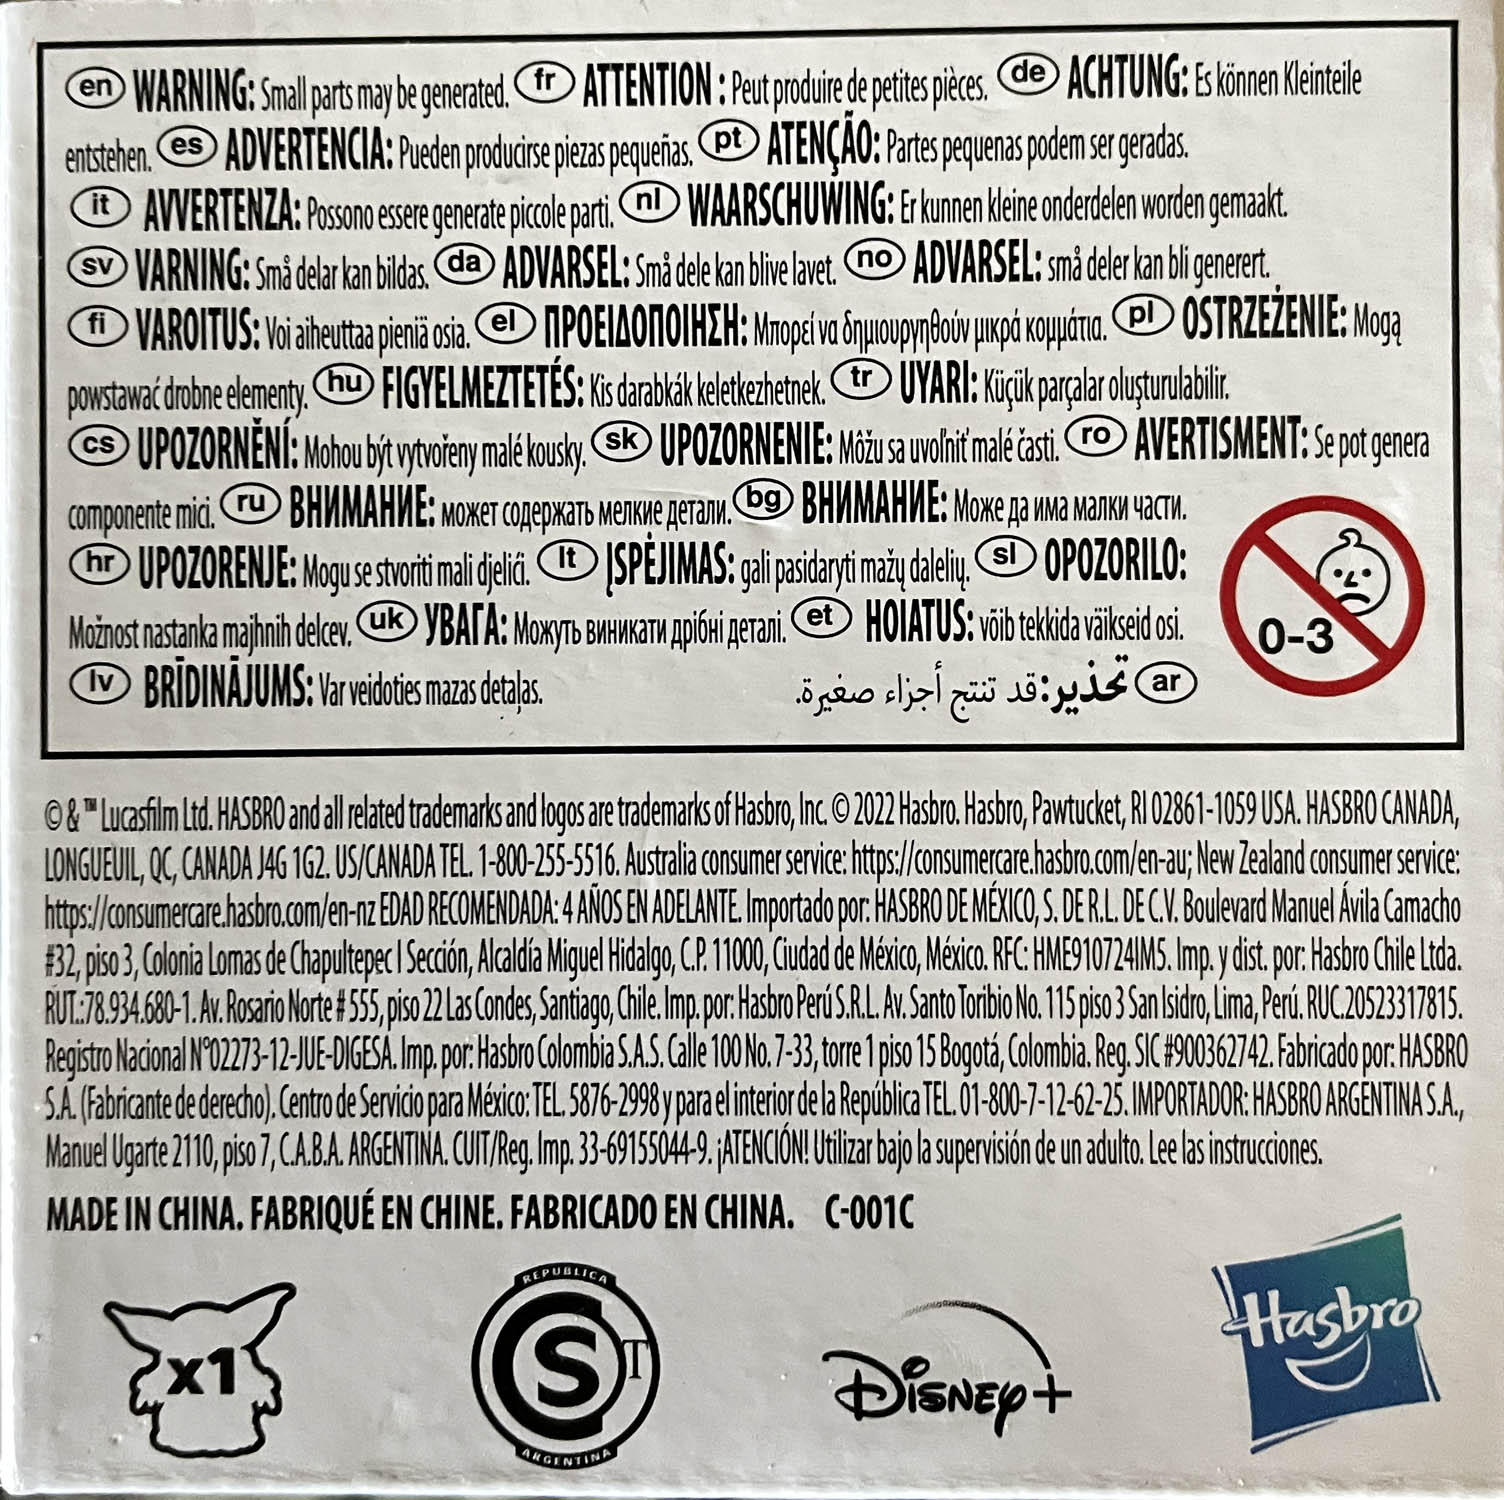 en WARNING: Small parts may be generated. fr ATTENTION : Peut produire de petites pièces. de ACHTUNG: Es können Kleinteile
entstehen. es ADVERTENCIA: Pueden producirse piezas pequeñas. pt ATENÇÃO: Partes pequenas podem ser geradas.
it AVVERTENZA: Possono essere generate piccole parti. nl WAARSCHUWING: Er kunnen kleine onderdelen worden gemaakt.
sv VARNING: Små delar kan bildas. da ADVARSEL: Små dele kan blive lavet. no ADVARSEL: små deler kan bli generert.
fi VAROITUS: Voi aiheuttaa pieniä osia. el ΠΡΟΕΙΔΟΠΟΙΗΣΗ: Μπορεί να δημιουργηθούν μικρά κομμάτια. pl OSTRZEŻENIE: Mogą
powstawać drobne elementy. hu FIGYELMEZTETÉS: Kis darabkák keletkezhetnek. tr UYARI: Küçük parçalar oluşturulabilir.
cs UPOZORNĚNÍ: Mohou být vytvořeny malé kousky. sk UPOZORNENIE: Môžu sa uvoľniť malé časti. ro AVERTISMENT: Se pot genera
componente mici. ru ВНИМАНИЕ: может содержать мелкие детали. bg ВНИМАНИЕ: Може да има малки части.
hr UPOZORENJE: Mogu se stvoriti mali djelići. lt ĮSPĖJIMAS: gali pasidaryti mažų dalelių. sl OPOZORILO:
Možnost nastanka majhnih delcev. uk УВАГА: Можуть виникати дрібні деталі. et HOIATUS: võib tekkida väikseid osi.
0-3
lv BRĪDINĀJUMS: Var veidoties mazas detaļas. ar تحذير: قد تنتج أجزاء صغيرة.
© & ™ Lucasfilm Ltd. HASBRO and all related trademarks and logos are trademarks of Hasbro, Inc. © 2022 Hasbro. Hasbro, Pawtucket, RI 02861-1059 USA. HASBRO CANADA,
LONGUEUIL, QC, CANADA J4G 1G2. US/CANADA TEL. 1-800-255-5516. Australia consumer service: https://consumercare.hasbro.com/en-au; New Zealand consumer service:
https://consumercare.hasbro.com/en-nz EDAD RECOMENDADA: 4 AÑOS EN ADELANTE. Importado por: HASBRO DE MÉXICO, S. DE R.L. DE C.V. Boulevard Manuel Ávila Camacho
#32, piso 3, Colonia Lomas de Chapultepec I Sección, Alcaldía Miguel Hidalgo, C.P. 11000, Ciudad de México, México. RFC: HME910724IM5. Imp. y dist. por: Hasbro Chile Ltda.
RUT.:78.934.680-1. Av. Rosario Norte # 555, piso 22 Las Condes, Santiago, Chile. Imp. por: Hasbro Perú S.R.L. Av. Santo Toribio No. 115 piso 3 San Isidro, Lima, Perú. RUC.20523317815.
Registro Nacional N°02273-12-JUE-DIGESA. Imp. por: Hasbro Colombia S.A.S. Calle 100 No. 7-33, torre 1 piso 15 Bogotá, Colombia. Reg. SIC #900362742. Fabricado por: HASBRO
S.A. (Fabricante de derecho). Centro de Servicio para México: TEL. 5876-2998 y para el interior de la República TEL. 01-800-7-12-62-25. IMPORTADOR: HASBRO ARGENTINA S.A.,
Manuel Ugarte 2110, piso 7, C.A.B.A. ARGENTINA. CUIT/Reg. Imp. 33-69155044-9. ¡ATENCIÓN! Utilizar bajo la supervisión de un adulto. Lee las instrucciones.
MADE IN CHINA. FABRIQUÉ EN CHINE. FABRICADO EN CHINA. C-001C
x1
REPUBLICA
S T
ARGENTINA
Disney+
Hasbro